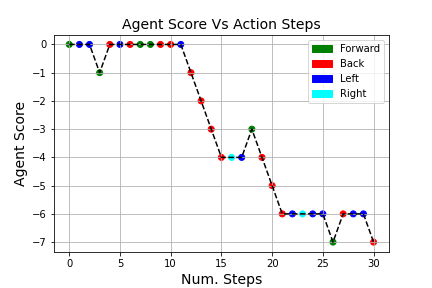 Agent Score Vs Action Steps
Agent Score
0
−1
−2
−3
−4
−5
−6
−7
Forward
Back
Left
Right
0 5 10 15 20 25 30
Num. Steps